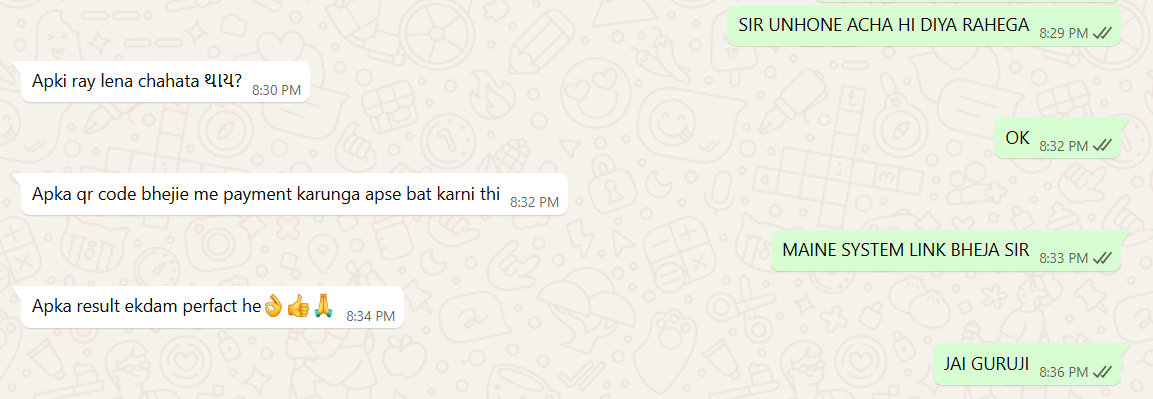 SIR UNHONE ACHA HI DIYA RAHEGA 8:29 PM
Apki ray lena chahata થાય? 8:30 PM
OK 8:32 PM
Apka qr code bhejie me payment karunga apse bat karni thi 8:32 PM
MAINE SYSTEM LINK BHEJA SIR 8:33 PM
Apka result ekdam perfact he👌👍🙏 8:34 PM
JAI GURUJI 8:36 PM